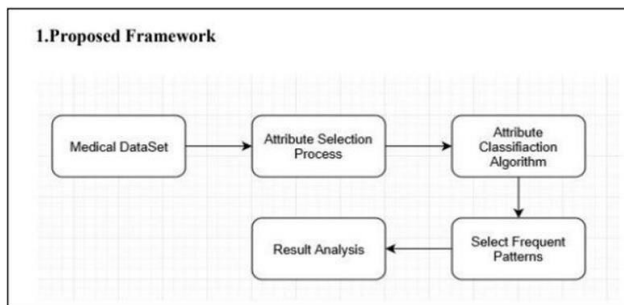 1.Proposed Framework
Medical DataSet
Attribute Selection
Process
Attribute
Classifiaction
Algorithm
Select Frequent
Patterns
Result Analysis